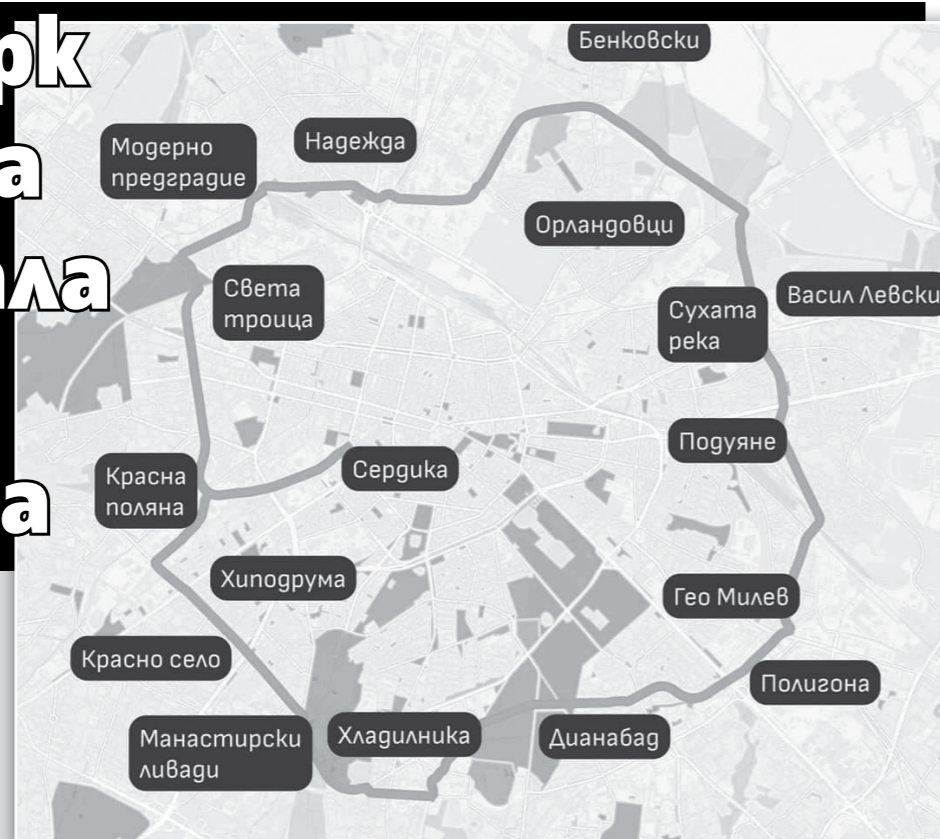 Бенковски
Надежда
Модерно
предградие
Орландовци
Света
троица
Васил Левски
Сухата
река
Подуяне
Сердика
Красна
поляна
Хиподрума
Гео Милев
Красно село
Полигона
Манастирски
ливади
Хладилника
Дианабад